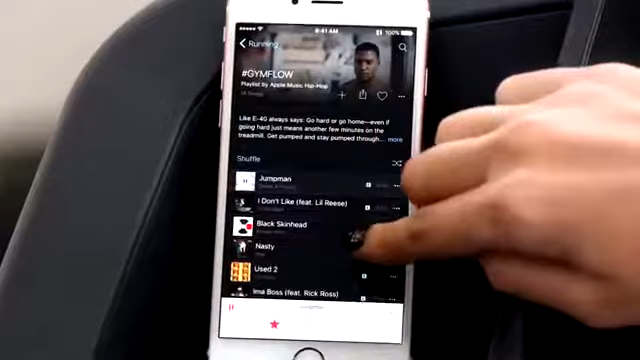 9:41 AM 100%
Running
#GYMFLOW
Playlist by Apple Music Hip-Hop
Like E-40 always says: Go hard or go home—even if
going hard just means another few minutes on the
treadmill. Get pumped and stay pumped through... more
Shuffle
Jumpman
I Don't Like (feat. Lil Reese)
Black Skinhead
Nasty
Used 2
Ima Boss (feat. Rick Ross)